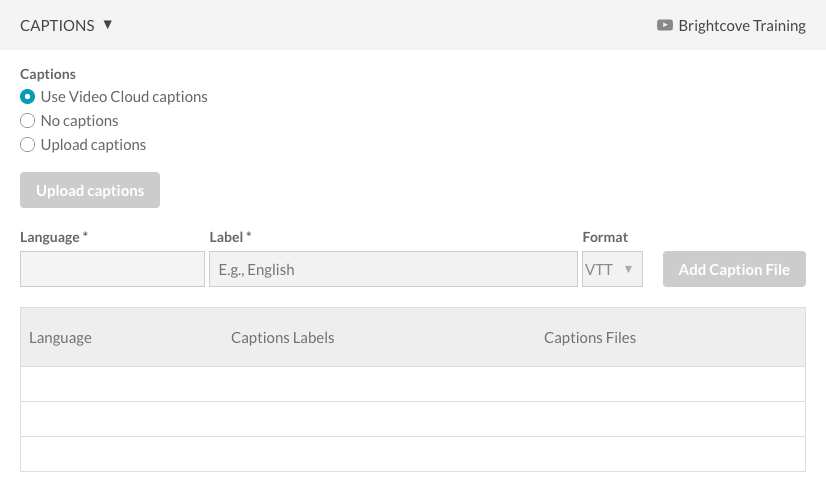 CAPTIONS ▼ Brightcove Training
Captions
Use Video Cloud captions
No captions
Upload captions
Upload captions
Language * Label * Format
E.g., English VTT ▼ Add Caption File
Language Captions Labels Captions Files